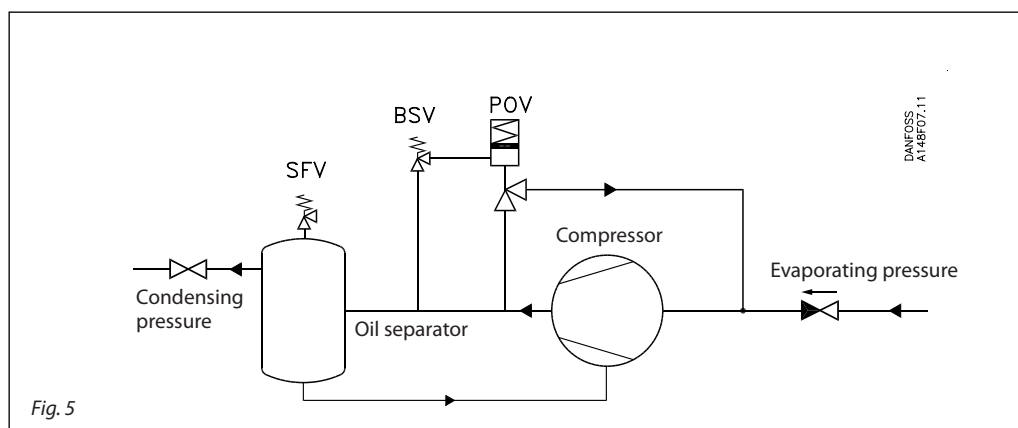 POV
BSV
DANFOSS
A148F07.11
SFV
Compressor
Evaporating pressure
Condensing
pressure
Oil separator
Fig. 5